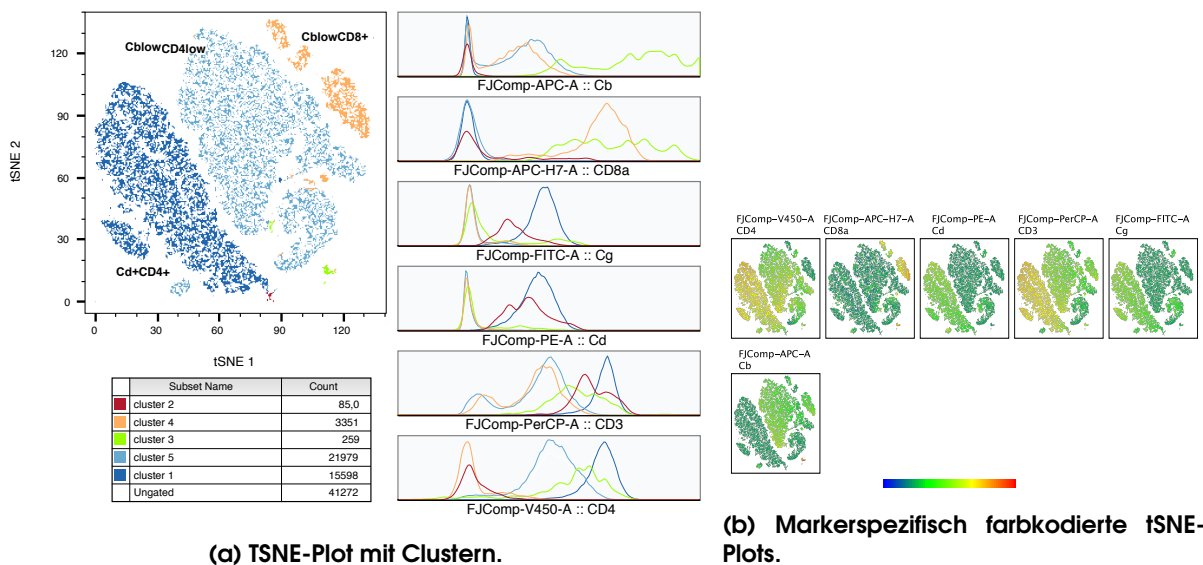 CblowCD4low
CblowCD8+
Cd+CD4+
120
90
60
30
0
tSNE 2
0 30 60 90 120
tSNE 1
Subset Name Count
cluster 2 85,0
cluster 4 3351
cluster 3 259
cluster 5 21979
cluster 1 15598
Ungated 41272
FJComp-APC-A :: Cb
FJComp-APC-H7-A :: CD8a
FJComp-FITC-A :: Cg
FJComp-PE-A :: Cd
FJComp-PerCP-A :: CD3
FJComp-V450-A :: CD4
(a) TSNE-Plot mit Clustern.
FJComp–V450–A FJComp–APC–H7–A FJComp–PE–A FJComp–PerCP–A FJComp–FITC–A
CD4 CD8a Cd CD3 Cg
FJComp–APC–A
Cb
(b) Markerspezifisch farbkodierte tSNE-
Plots.